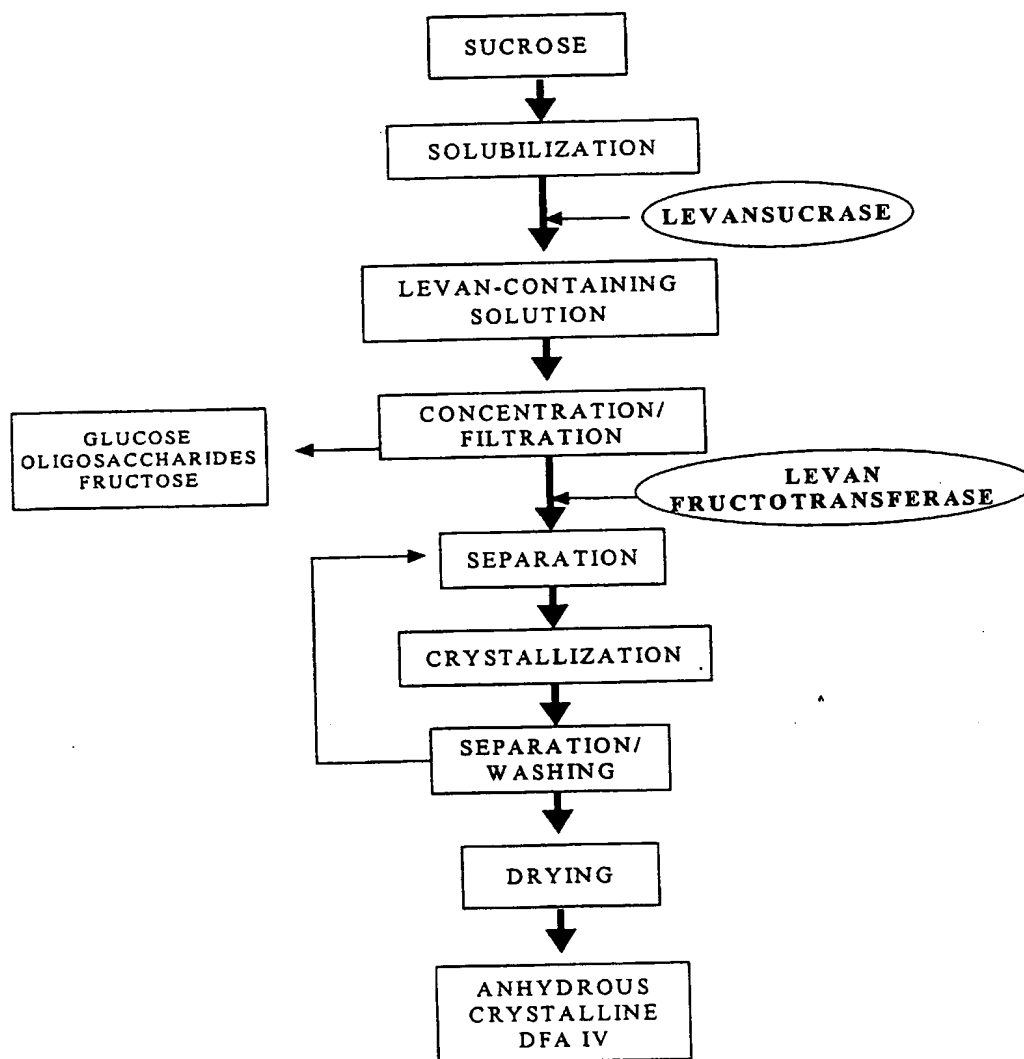 SUCROSE
SOLUBILIZATION
LEVANSUCRASE
LEVAN-CONTAINING
SOLUTION
CONCENTRATION/
FILTRATION
GLUCOSE
OLIGOSACCHARIDES
FRUCTOSE
LEVAN
FRUCTOTRANSFERASE
SEPARATION
CRYSTALLIZATION
SEPARATION/
WASHING
DRYING
ANHYDROUS
CRYSTALLINE
DFA IV